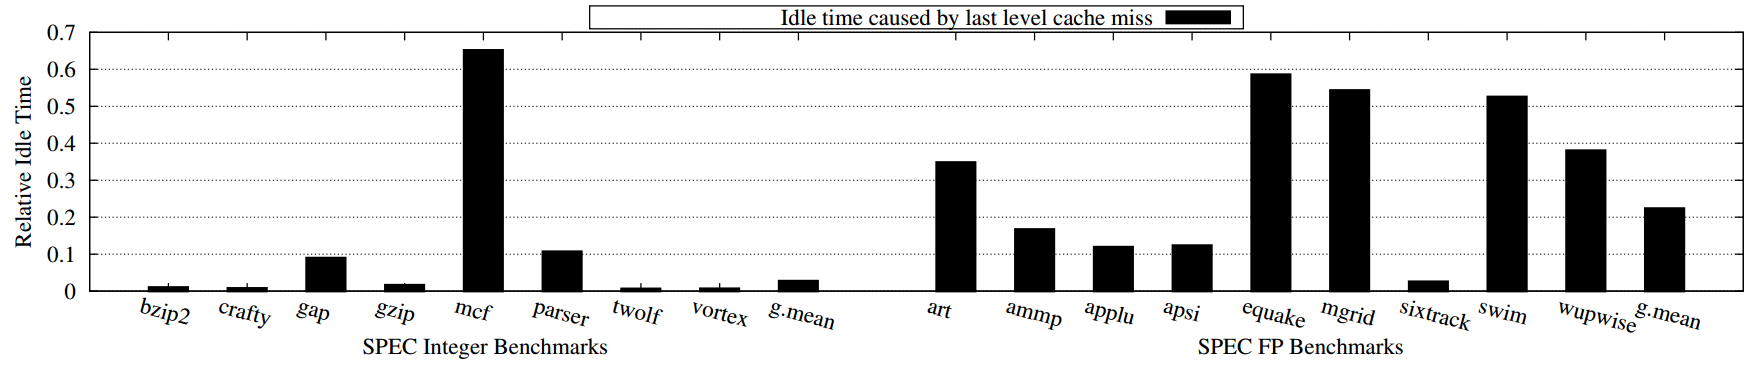 Idle time caused by last level cache miss
Relative Idle Time
0.7
0.6
0.5
0.4
0.3
0.2
0.1
0
bzip2 crafty gap gzip mcf parser twolf vortex g.mean art ammp applu apsi equake mgrid sixtrack swim wupwise g.mean
SPEC Integer Benchmarks SPEC FP Benchmarks